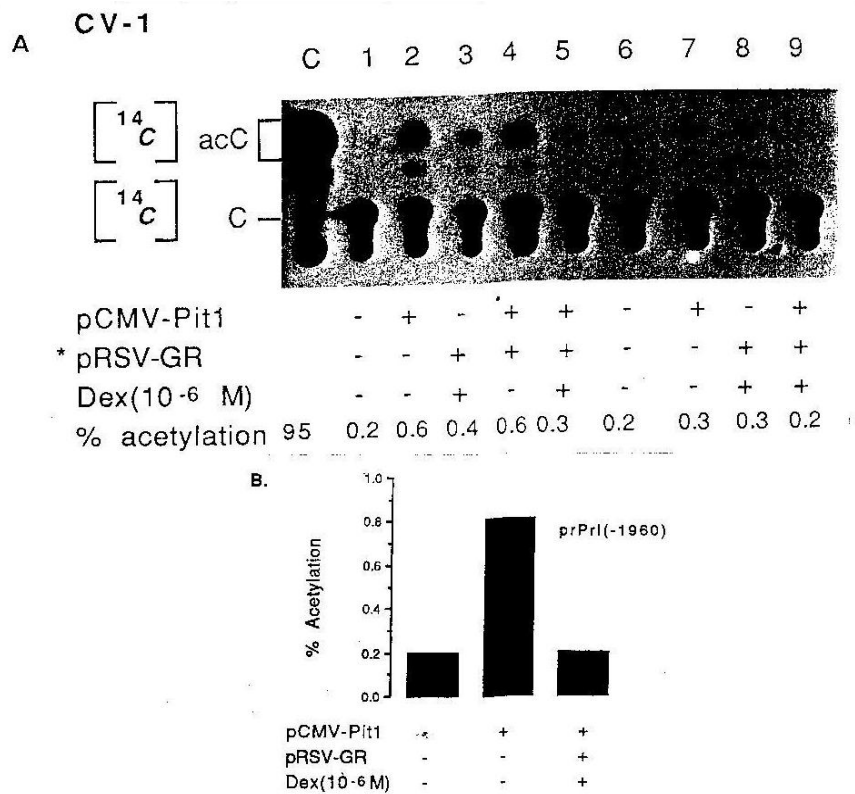 CV-1
A
C 1 2 3 4 5 6 7 8 9
[14C] acC
[14C] C
pCMV-Pit1 - + - + + - + - +
* pRSV-GR - - + + + - - + +
Dex(10-6 M) - - + - + - - + +
% acetylation 95 0.2 0.6 0.4 0.6 0.3 0.2 0.3 0.3 0.2
B.
1.0
0.8
0.6
0.4
0.2
0.0
% Acetylation
prPrl(-1960)
pCMV-Pit1 - + +
pRSV-GR - - +
Dex(10-6M) - - +